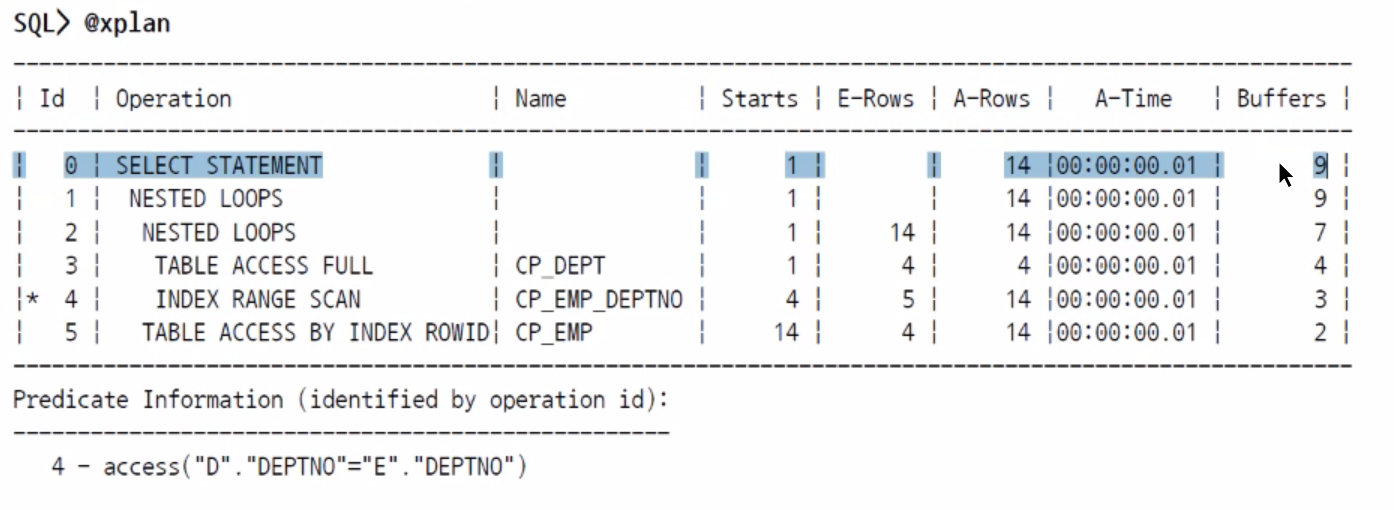 SQL> @xplan
--------------------------------------------------------------------------------
| Id | Operation | Name | Starts | E-Rows | A-Rows | A-Time | Buffers |
--------------------------------------------------------------------------------
| 0 | SELECT STATEMENT | | 1 | | 14 |00:00:00.01 | 9 |
| 1 | NESTED LOOPS | | 1 | | 14 |00:00:00.01 | 9 |
| 2 | NESTED LOOPS | | 1 | 14 | 14 |00:00:00.01 | 7 |
| 3 | TABLE ACCESS FULL | CP_DEPT | 1 | 4 | 4 |00:00:00.01 | 4 |
|* 4 | INDEX RANGE SCAN | CP_EMP_DEPTNO | 4 | 5 | 14 |00:00:00.01 | 3 |
| 5 | TABLE ACCESS BY INDEX ROWID| CP_EMP | 14 | 4 | 14 |00:00:00.01 | 2 |
--------------------------------------------------------------------------------
Predicate Information (identified by operation id):
---------------------------------------------------
4 - access("D"."DEPTNO"="E"."DEPTNO")